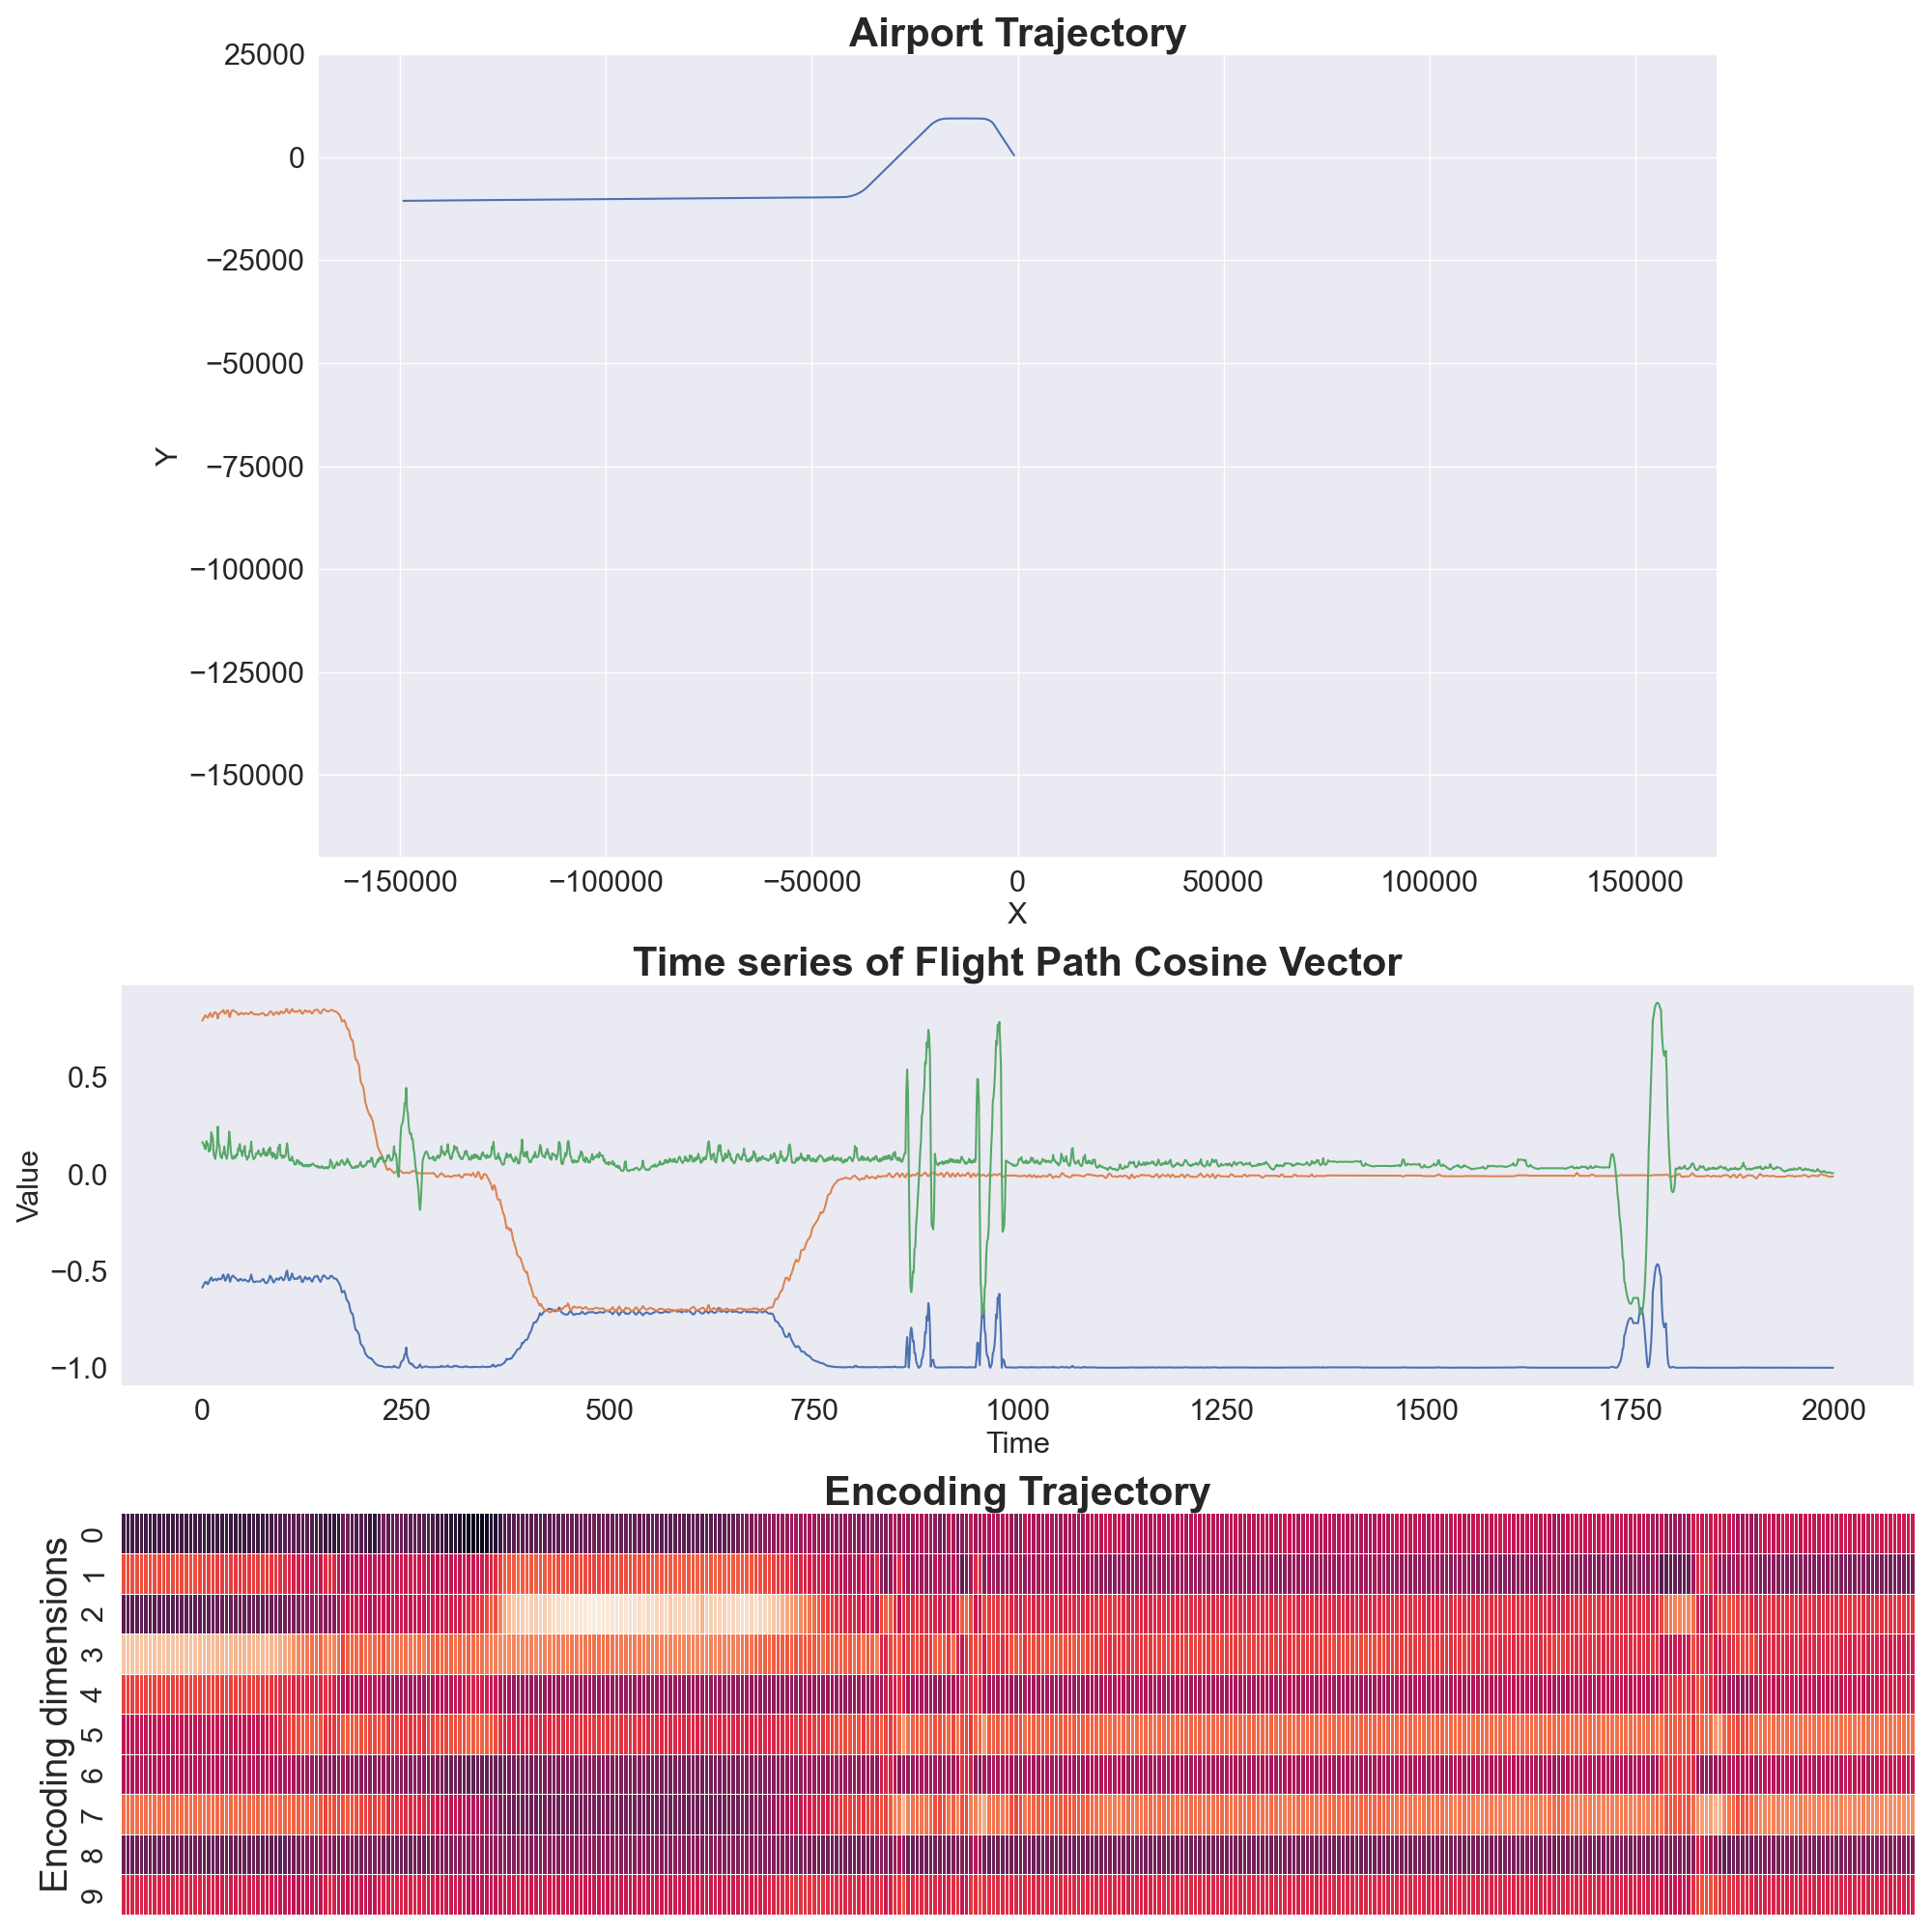 Airport Trajectory
25000
0
−25000
−50000
−75000
−100000
−125000
−150000
Y
−150000 −100000 −50000 0 50000 100000 150000
X
Time series of Flight Path Cosine Vector
0.5
0.0
−0.5
−1.0
Value
0 250 500 750 1000 1250 1500 1750 2000
Time
Encoding Trajectory
Encoding dimensions
0
1
2
3
4
5
6
7
8
9